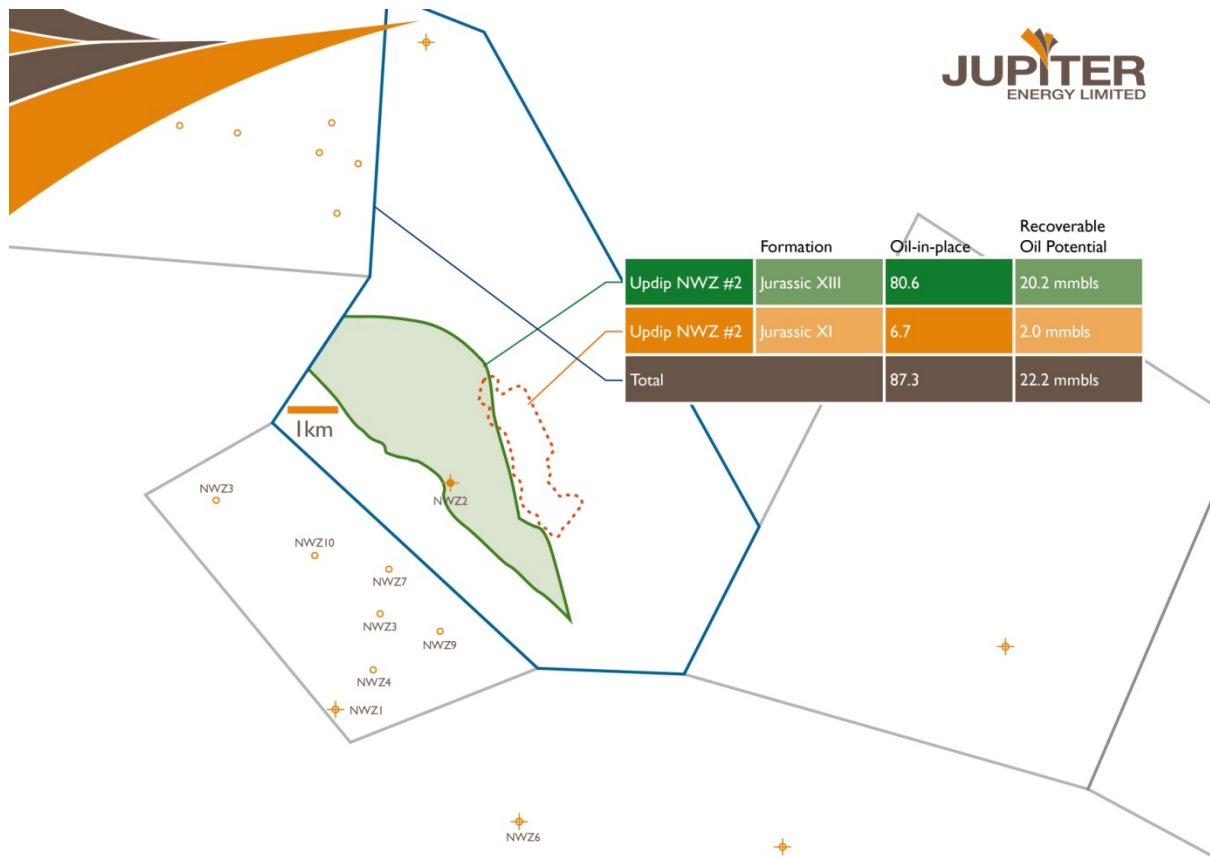 JUPITER
ENERGY LIMITED
Formation Oil-in-place Recoverable Oil Potential
Updip NWZ #2 Jurassic XIII 80.6 20.2 mmbls
Updip NWZ #2 Jurassic XI 6.7 2.0 mmbls
Total 87.3 22.2 mmbls
1km
NWZ3
NWZ2
NWZ10
NWZ7
NWZ3
NWZ9
NWZ4
NWZ1
NWZ6